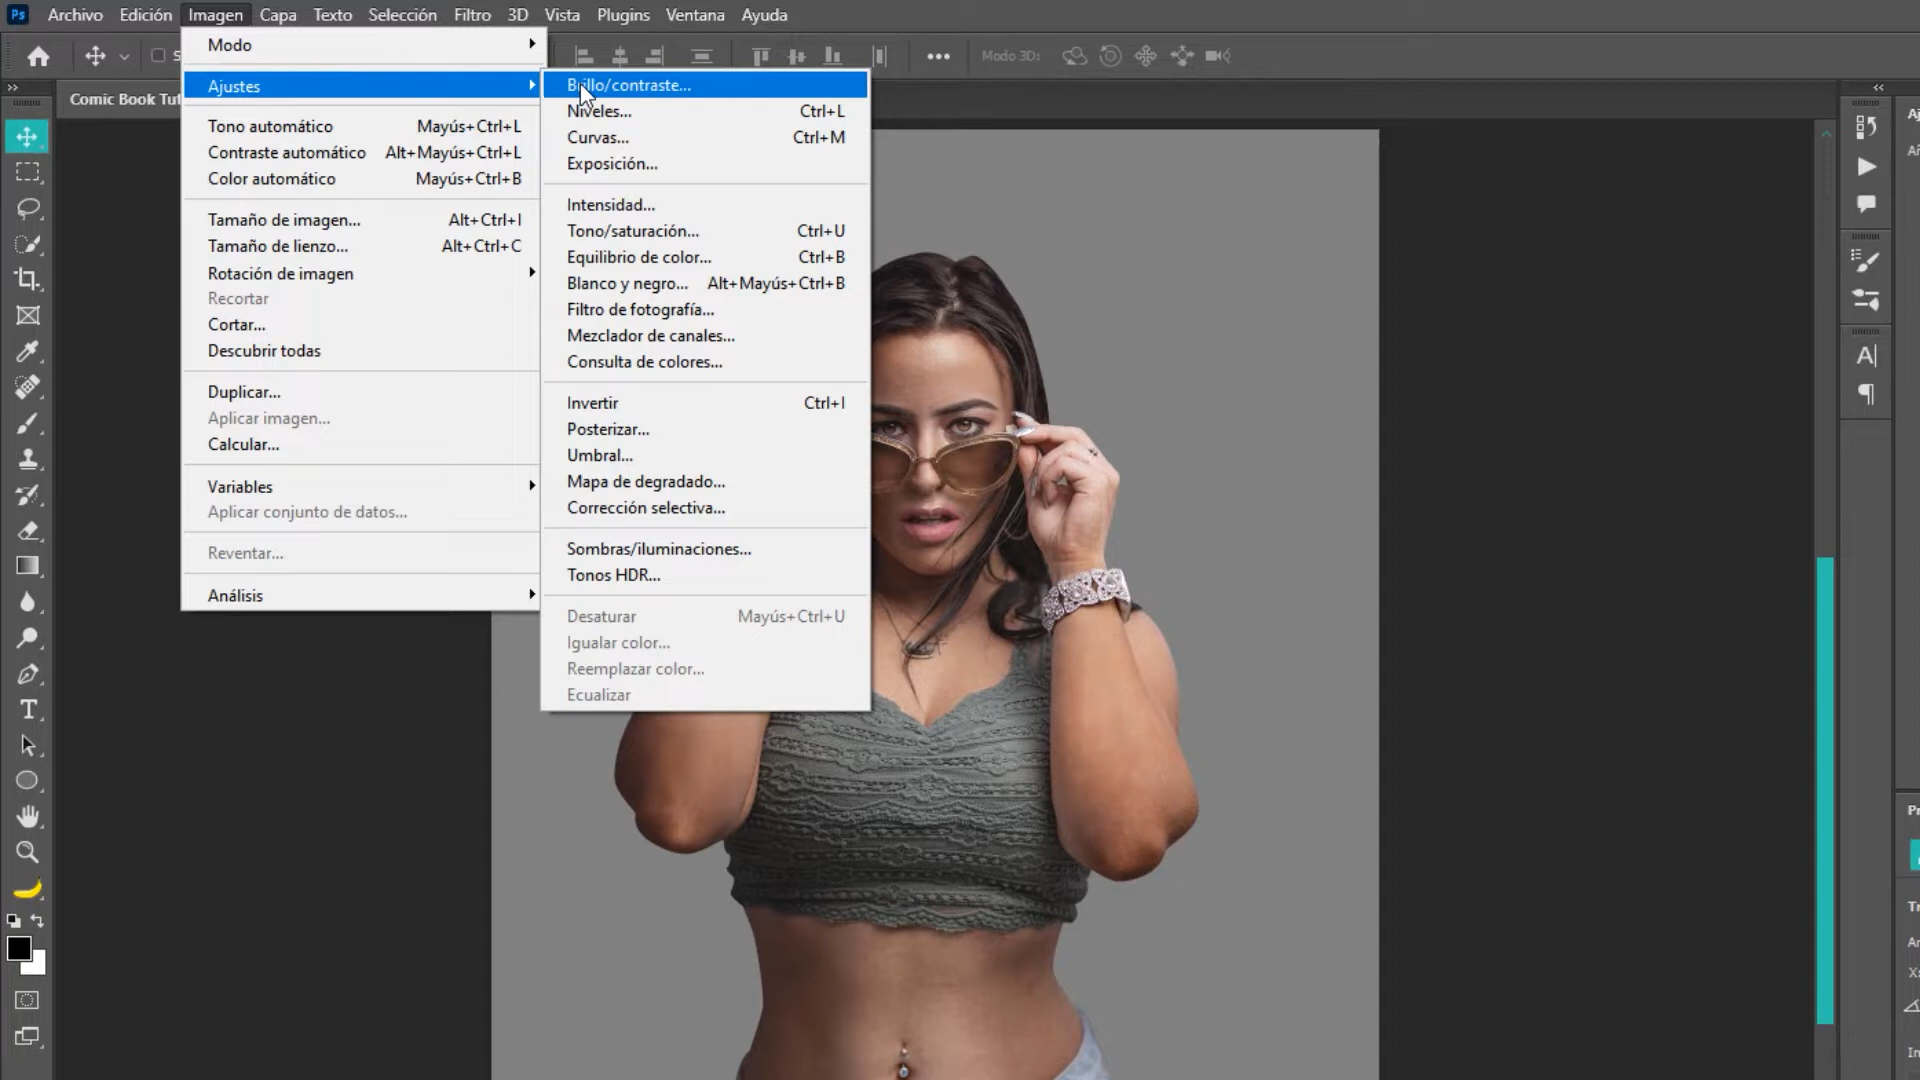 Ps Archivo Edición Imagen Capa Texto Selección Filtro 3D Vista Plugins Ventana Ayuda
Modo 3D:
Comic Book Tut
Modo
Ajustes
Tono automático Mayús+Ctrl+L
Contraste automático Alt+Mayús+Ctrl+L
Color automático Mayús+Ctrl+B
Tamaño de imagen... Alt+Ctrl+I
Tamaño de lienzo... Alt+Ctrl+C
Rotación de imagen
Recortar
Cortar...
Descubrir todas
Duplicar...
Aplicar imagen...
Calcular...
Variables
Aplicar conjunto de datos...
Reventar...
Análisis
Brillo/contraste...
Niveles... Ctrl+L
Curvas... Ctrl+M
Exposición...
Intensidad...
Tono/saturación... Ctrl+U
Equilibrio de color... Ctrl+B
Blanco y negro... Alt+Mayús+Ctrl+B
Filtro de fotografía...
Mezclador de canales...
Consulta de colores...
Invertir Ctrl+I
Posterizar...
Umbral...
Mapa de degradado...
Corrección selectiva...
Sombras/iluminaciones...
Tonos HDR...
Desaturar Mayús+Ctrl+U
Igualar color...
Reemplazar color...
Ecualizar